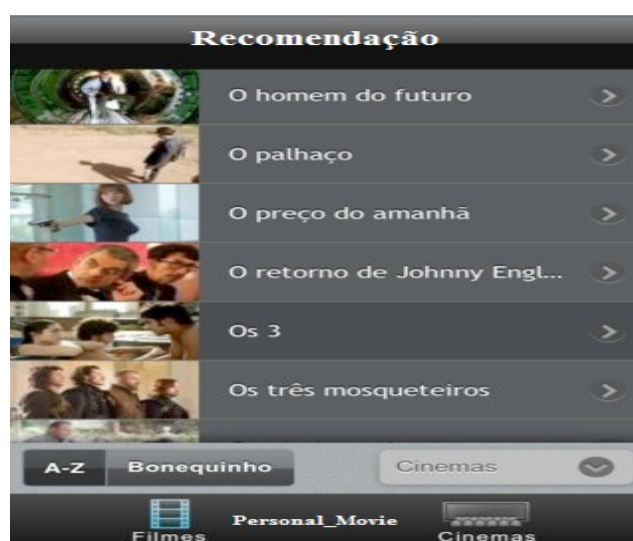 Recomendação
O homem do futuro
O palhaço
O preço do amanhã
O retorno de Johnny Engl...
Os 3
Os três mosqueteiros
A-Z Bonequinho Cinemas
Filmes Personal_Movie Cinemas